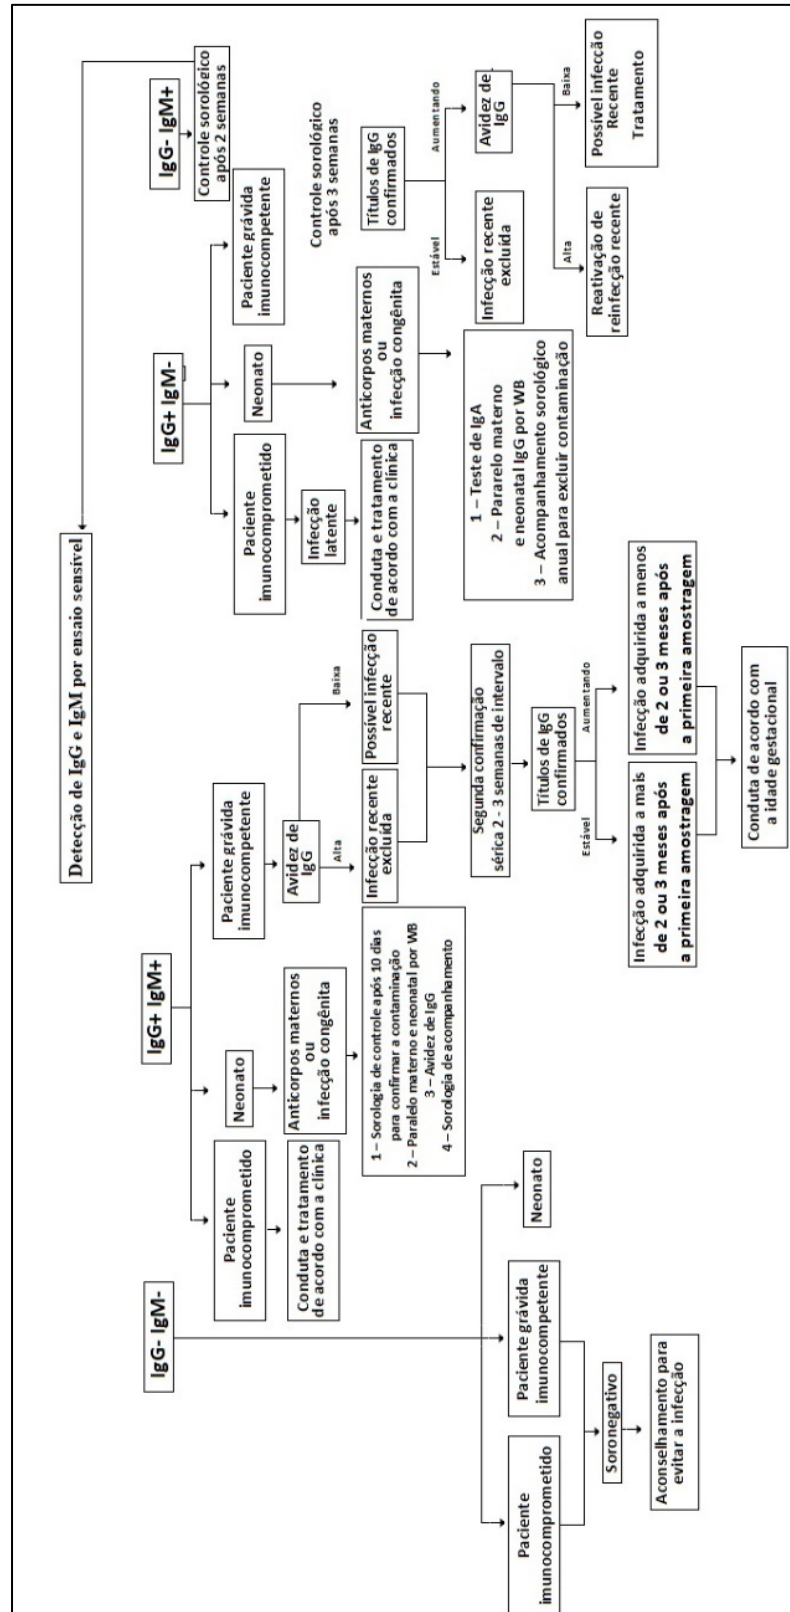 Detecção de IgG e IgM por ensaio sensível
IgG- IgM-
IgG+ IgM+
IgG+ IgM-
IgG- IgM+
Controle sorológico
após 2 semanas
Paciente
imunocomprometido
Paciente grávida
imunocompetente
Neonato
Soronegativo
Aconselhamento para
evitar a infecção
Paciente
imunocomprometido
Conduta e tratamento
de acordo com a clínica
Neonato
Anticorpos maternos
ou
infecção congênita
1 – Sorologia de controle após 10 dias
para confirmar a contaminação
2 – Paralelo materno e neonatal por WB
3 – Avidez de IgG
4 – Sorologia de acompanhamento
Paciente grávida
imunocompetente
Avidez de
IgG
Alta
Baixa
Infecção recente
excluída
Possível infecção
recente
Segunda confirmação
sérica 2 - 3 semanas de intervalo
Títulos de IgG
confirmados
Estável
Aumentando
Infecção adquirida a mais
de 2 ou 3 meses após
a primeira amostragem
Infecção adquirida a menos
de 2 ou 3 meses após
a primeira amostragem
Conduta de acordo com
a idade gestacional
Paciente
imunocomprometido
Infecção
latente
Conduta e tratamento
de acordo com a clínica
Neonato
Anticorpos maternos
ou
infecção congênita
1 – Teste de IgA
2 – Pararelo materno
e neonatal IgG por WB
3 – Acompanhamento sorológico
anual para excluir contaminação
Paciente grávida
imunocompetente
Controle sorológico
após 3 semanas
Títulos de IgG
confirmados
Estável
Aumentando
Infecção recente
excluída
Avidez de
IgG
Alta
Baixa
Reativação de
reinfecção recente
Possível infecção
Recente
Tratamento